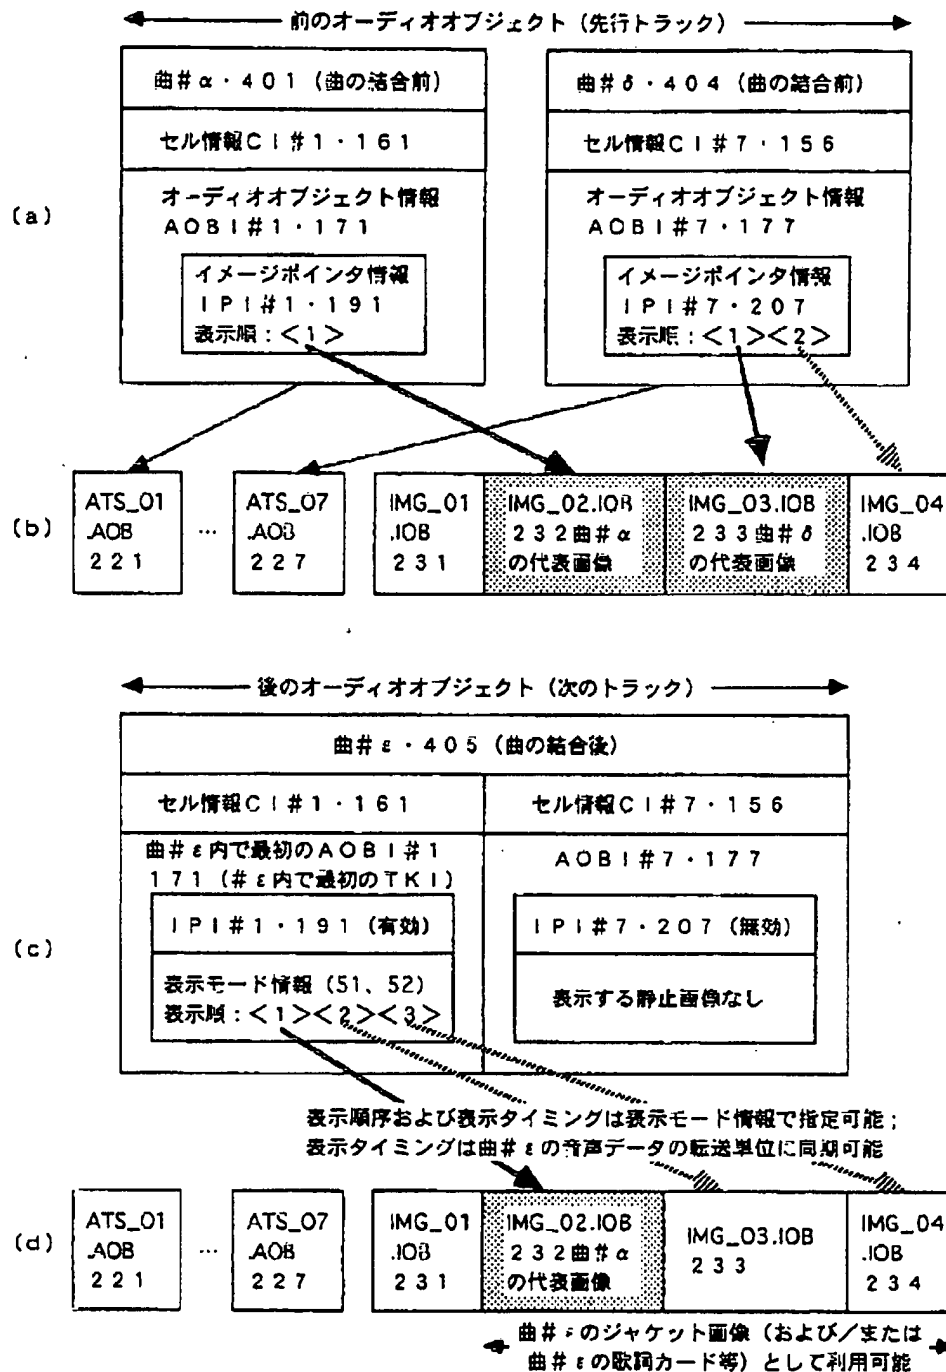 前のオーディオオブジェクト（先行トラック）
曲＃α・４０１（曲の結合前）
曲＃δ・４０４（曲の結合前）
セル情報ＣＩ＃１・１６１
セル情報ＣＩ＃７・１５６
(a)
オーディオオブジェクト情報
ＡＯＢＩ＃１・１７１
オーディオオブジェクト情報
ＡＯＢＩ＃７・１７７
イメージポインタ情報
ＩＰＩ＃１・１９１
表示順：＜１＞
イメージポインタ情報
ＩＰＩ＃７・２０７
表示順：＜１＞＜２＞
(b)
ATS_01
.AOB
２２１
…
ATS_07
.AOB
２２７
IMG_01
.IOB
２３１
IMG_02.IOB
２３２曲＃α
の代表画像
IMG_03.IOB
２３３曲＃δ
の代表画像
IMG_04
.IOB
２３４
後のオーディオオブジェクト（次のトラック）
曲＃ε・４０５（曲の結合後）
セル情報ＣＩ＃１・１６１
セル情報ＣＩ＃７・１５６
(c)
曲＃ε内で最初のＡＯＢＩ＃１
１７１（＃ε内で最初のＴＫＩ）
ＡＯＢＩ＃７・１７７
ＩＰＩ＃１・１９１（有効）
ＩＰＩ＃７・２０７（無効）
表示モード情報（51、52）
表示順：＜１＞＜２＞＜３＞
表示する静止画像なし
表示順序および表示タイミングは表示モード情報で指定可能；
表示タイミングは曲＃εの音声データの転送単位に同期可能
(d)
ATS_01
.AOB
２２１
…
ATS_07
.AOB
２２７
IMG_01
.IOB
２３１
IMG_02.IOB
２３２曲＃α
の代表画像
IMG_03.IOB
２３３
IMG_04
.IOB
２３４
曲＃εのジャケット画像（および／または
曲＃εの歌詞カード等）として利用可能